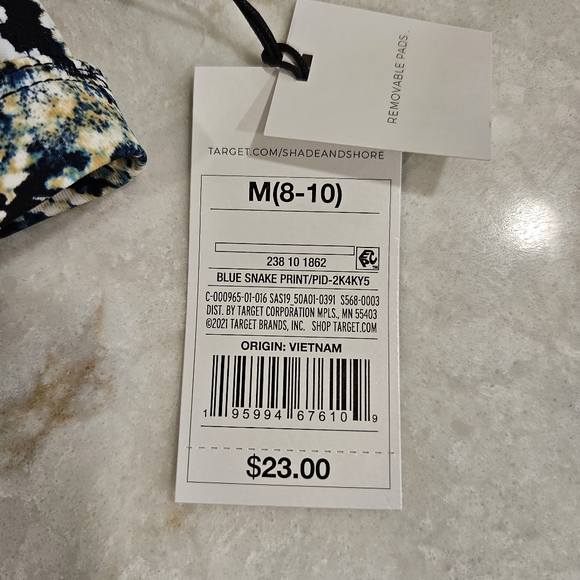 REMOVABLE PADS.
TARGET.COM/SHADEANDSHORE
M(8-10)
238 10 1862
BLUE SNAKE PRINT/PID-2K4KY5
C-000965-01-016 SAS19 50A01-0391 S568-0003
DIST. BY TARGET CORPORATION MPLS., MN 55403
©2021 TARGET BRANDS, INC. SHOP TARGET.COM
ORIGIN: VIETNAM
1 95994 67610 9
$23.00